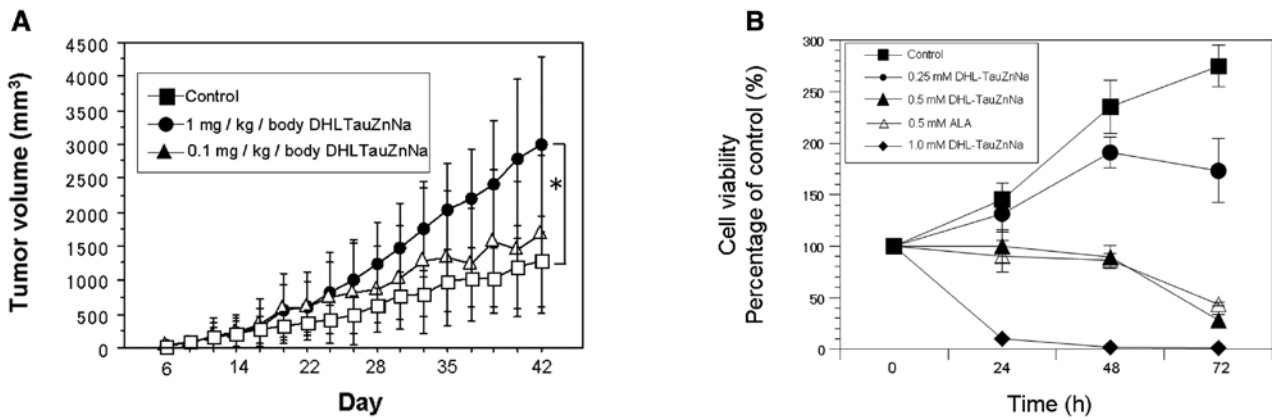 A
Tumor volume (mm³)
4500
4000
3500
3000
2500
2000
1500
1000
500
0
Control
1 mg / kg / body DHLTauZnNa
0.1 mg / kg / body DHLTauZnNa
*
6 14 22 28 35 42
Day
B
Cell viability
Percentage of control (%)
300
250
200
150
100
50
0
Control
0.25 mM DHL-TauZnNa
0.5 mM DHL-TauZnNa
0.5 mM ALA
1.0 mM DHL-TauZnNa
0 24 48 72
Time (h)